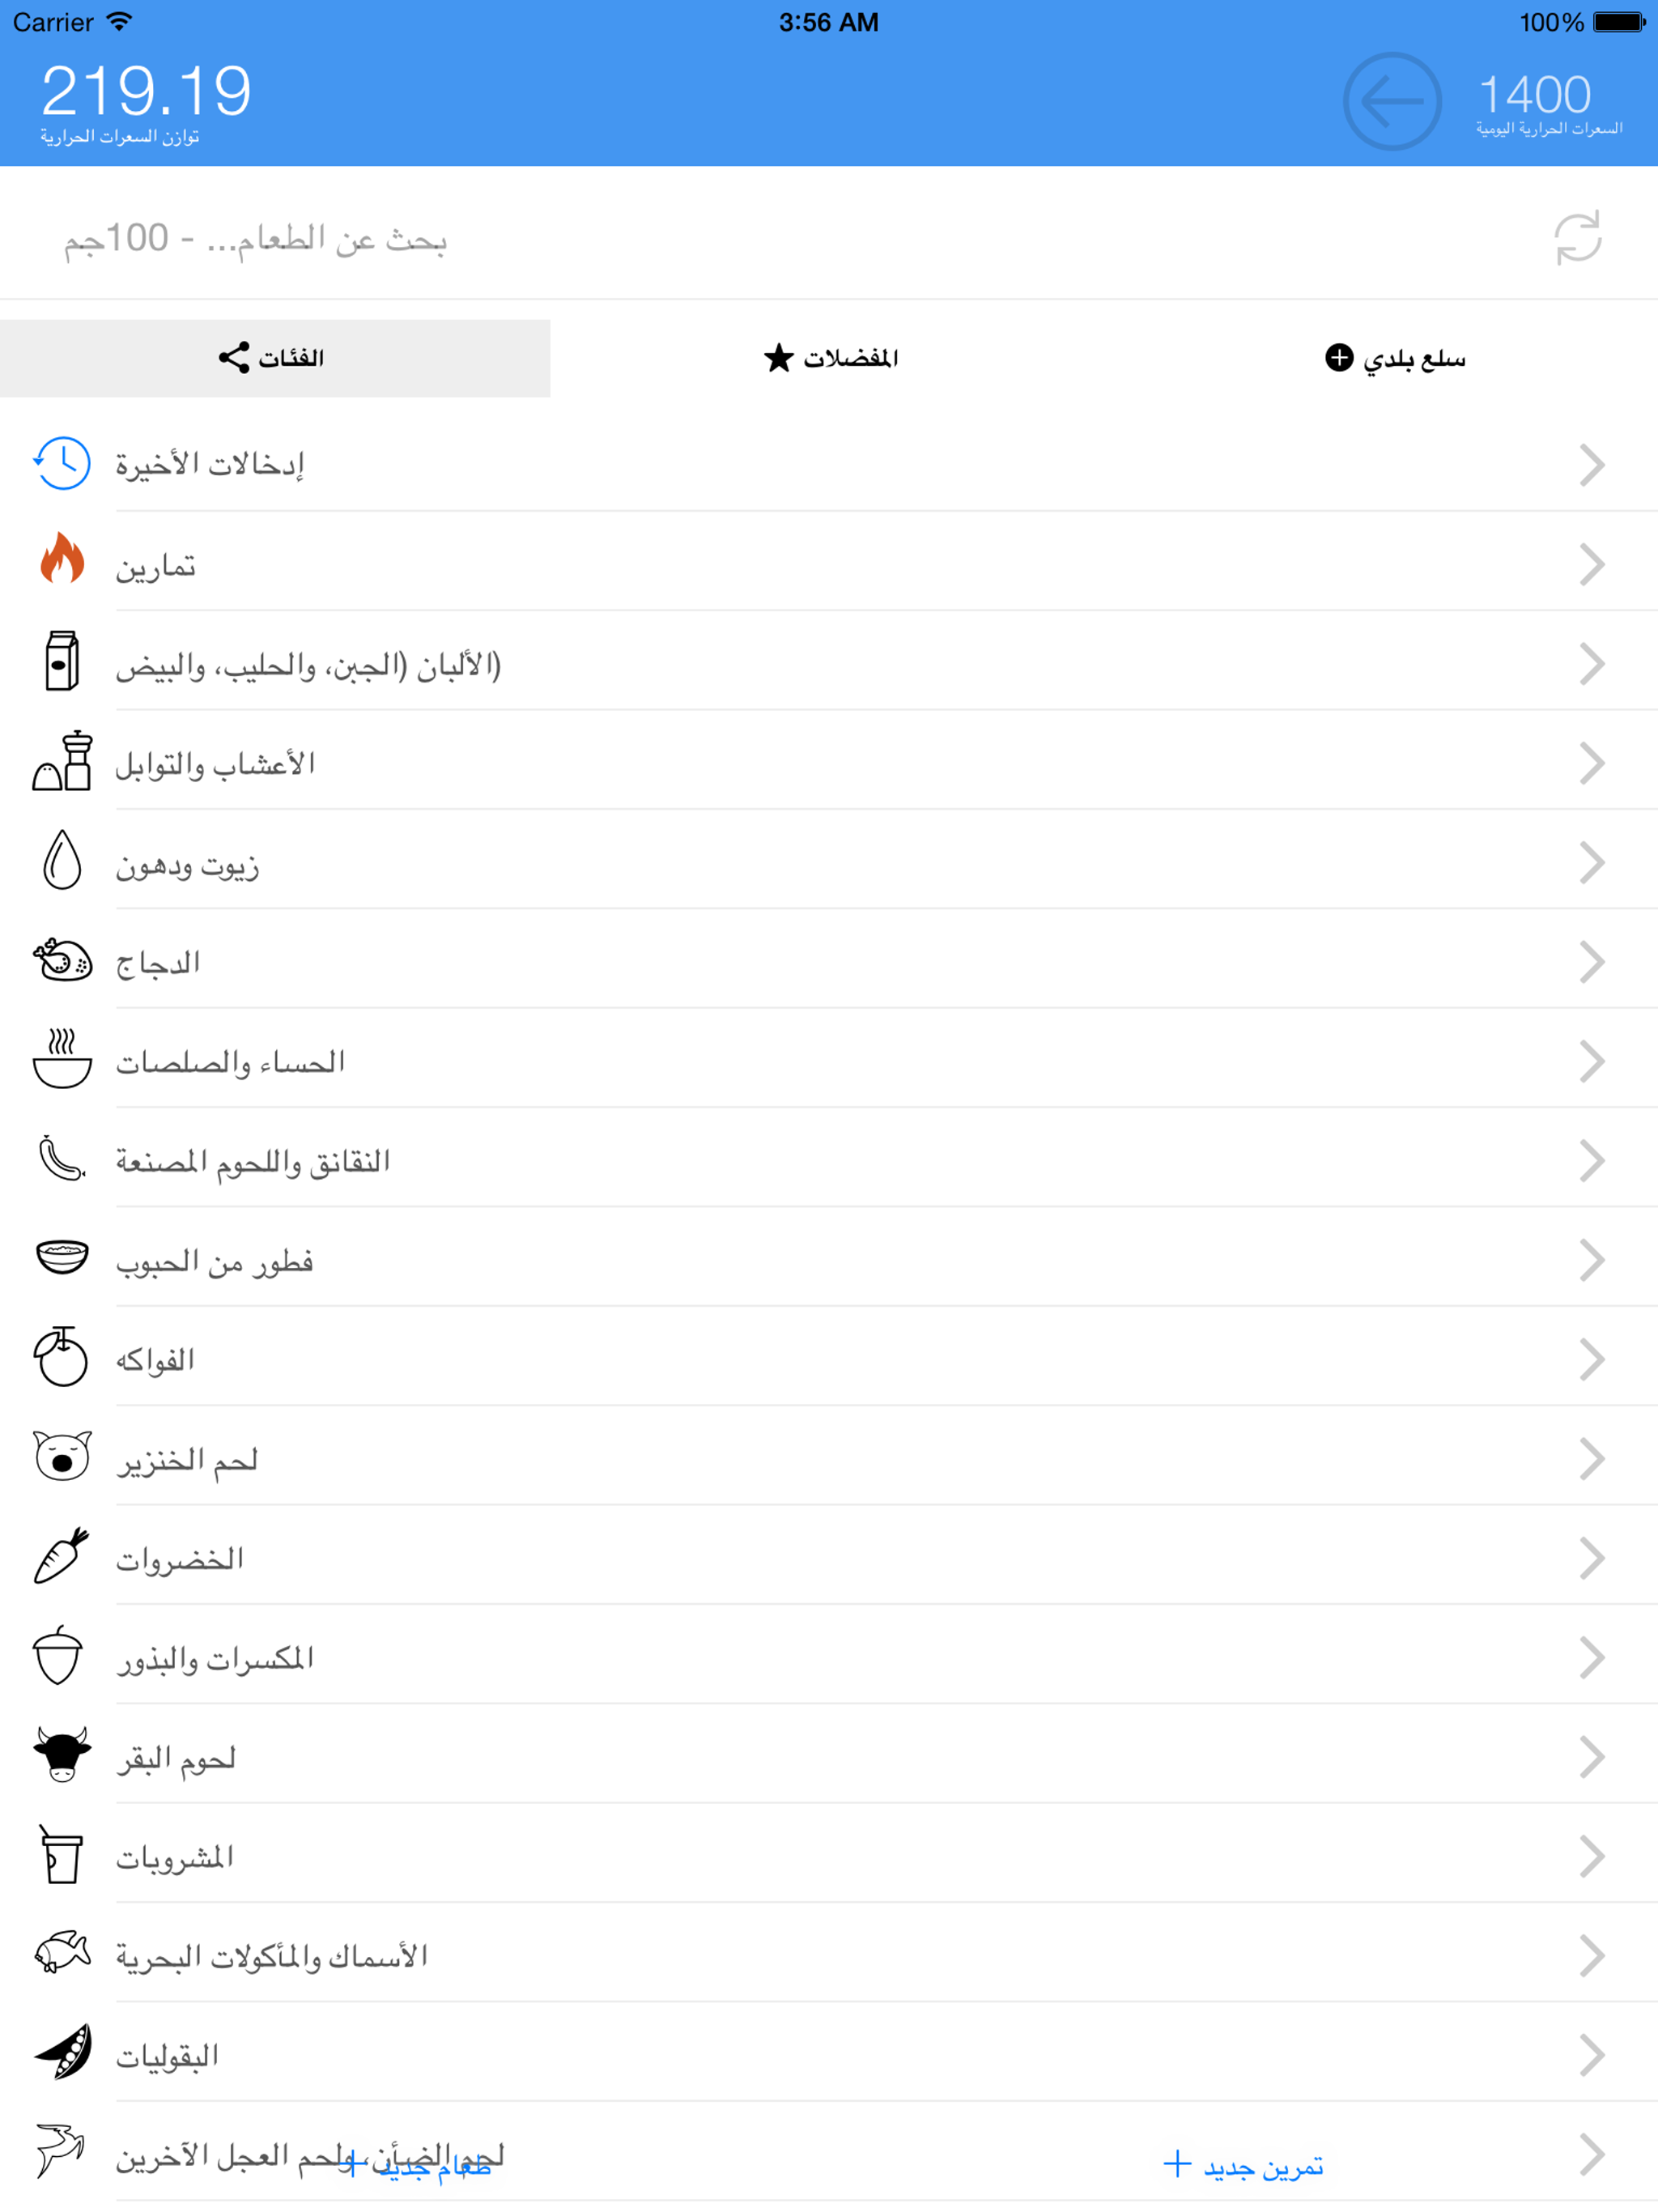 Carrier 3:56 AM 100%
219.19
توازن السعرات الحرارية
1400
السعرات الحرارية اليومية
بحث عن الطعام... - 100جم
الفئات
المفضلات
سلع بلدي
إدخالات الأخيرة
تمارين
الألبان (الجبن، والحليب، والبيض)
الأعشاب والتوابل
زيوت ودهون
الدجاج
الحساء والصلصات
النقانق واللحوم المصنعة
فطور من الحبوب
الفواكه
لحم الخنزير
الخضروات
المكسرات والبذور
لحوم البقر
المشروبات
الأسماك والمأكولات البحرية
البقوليات
لحم الضأن، ولحم العجل الآخرين
+ طعام جديد
+ تمرين جديد